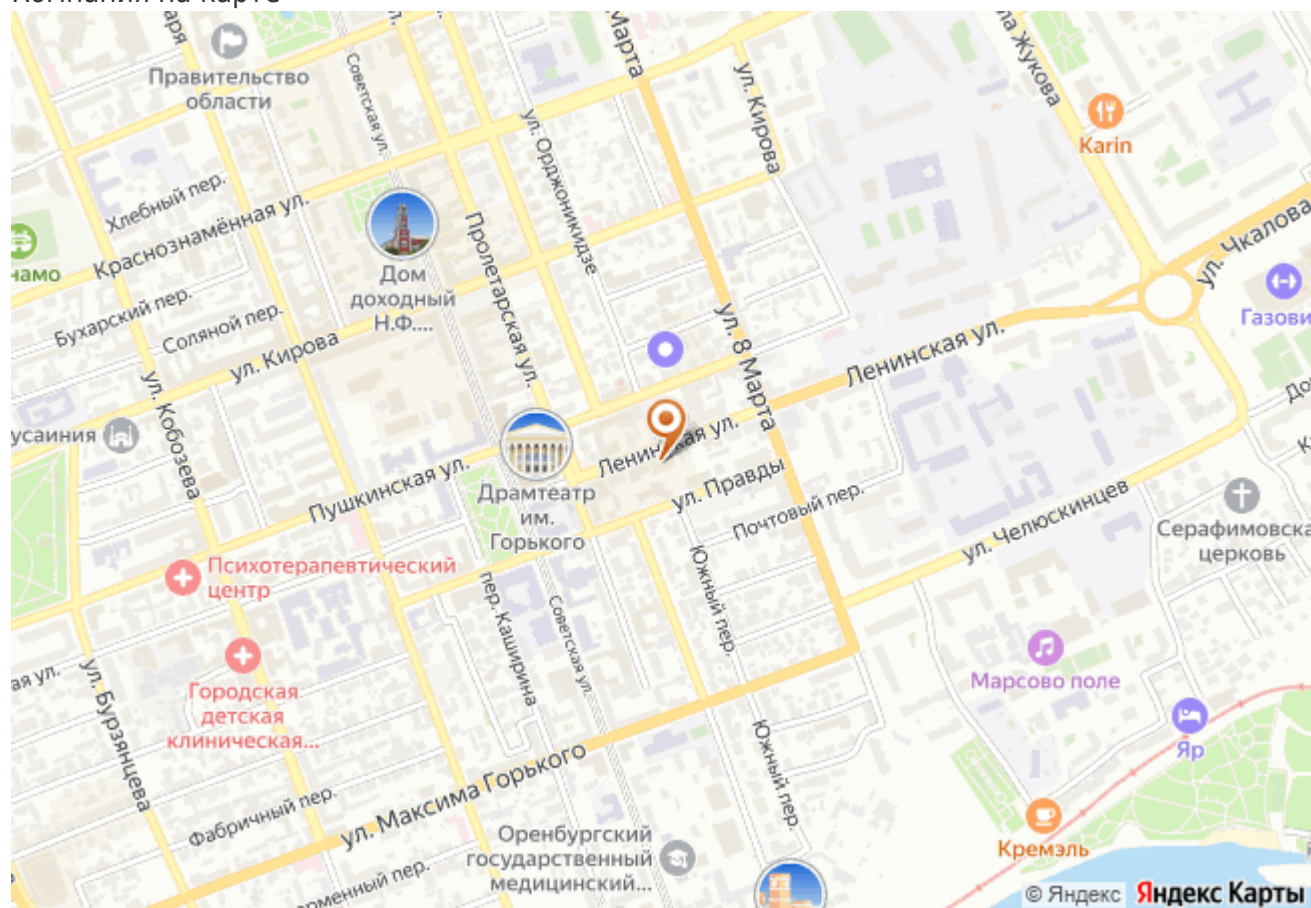 Компания на карте
Марта
ул. Кирова
Karin
Правительство
области
Советская ул.
ул. Орджоникидзе
Хлебный пер.
Краснознамённая ул.
Пролетарская ул.
ул. Чкалова
Дом
доходный
Н.Ф....
Бухарский пер.
Соляной пер.
ул. Кирова
ул. 8 Марта
Ленинская ул.
ул. Кобозева
Пушкинская ул.
Ленинская ул.
ул. Правды
Почтовый пер.
ул. Челюскинцев
Драмтеатр
им.
Горького
Серафимовска
церковь
Психотерапевтический
центр
пер. Каширина
Советская ул.
Южный пер.
Городская
детская
клиническая...
Марсово поле
ул. Бурзянцева
Яр
Южный пер.
ул. Максима Горького
Фабричный пер.
Оренбургский
государственный
медицинский...
Кремэль
© Яндекс Яндекс Карты